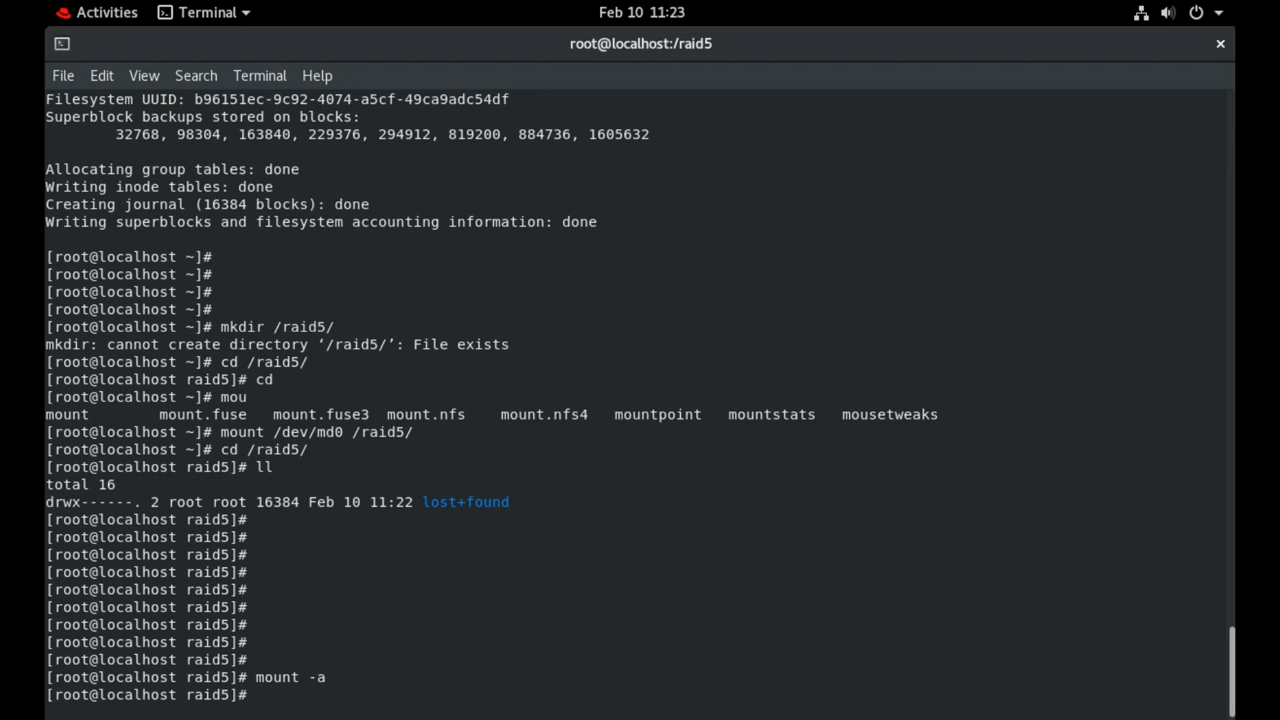 Activities Terminal Feb 10 11:23
root@localhost:/raid5 ×
File Edit View Search Terminal Help
Filesystem UUID: b96151ec-9c92-4074-a5cf-49ca9adc54df
Superblock backups stored on blocks:
        32768, 98304, 163840, 229376, 294912, 819200, 884736, 1605632
Allocating group tables: done
Writing inode tables: done
Creating journal (16384 blocks): done
Writing superblocks and filesystem accounting information: done
[root@localhost ~]#
[root@localhost ~]#
[root@localhost ~]#
[root@localhost ~]#
[root@localhost ~]# mkdir /raid5/
mkdir: cannot create directory ‘/raid5/’: File exists
[root@localhost ~]# cd /raid5/
[root@localhost raid5]# cd
[root@localhost ~]# mou
mount        mount.fuse   mount.fuse3  mount.nfs    mount.nfs4   mountpoint   mountstats   mousetweaks
[root@localhost ~]# mount /dev/md0 /raid5/
[root@localhost ~]# cd /raid5/
[root@localhost raid5]# ll
total 16
drwx------. 2 root root 16384 Feb 10 11:22 lost+found
[root@localhost raid5]#
[root@localhost raid5]#
[root@localhost raid5]#
[root@localhost raid5]#
[root@localhost raid5]#
[root@localhost raid5]#
[root@localhost raid5]#
[root@localhost raid5]#
[root@localhost raid5]#
[root@localhost raid5]# mount -a
[root@localhost raid5]#